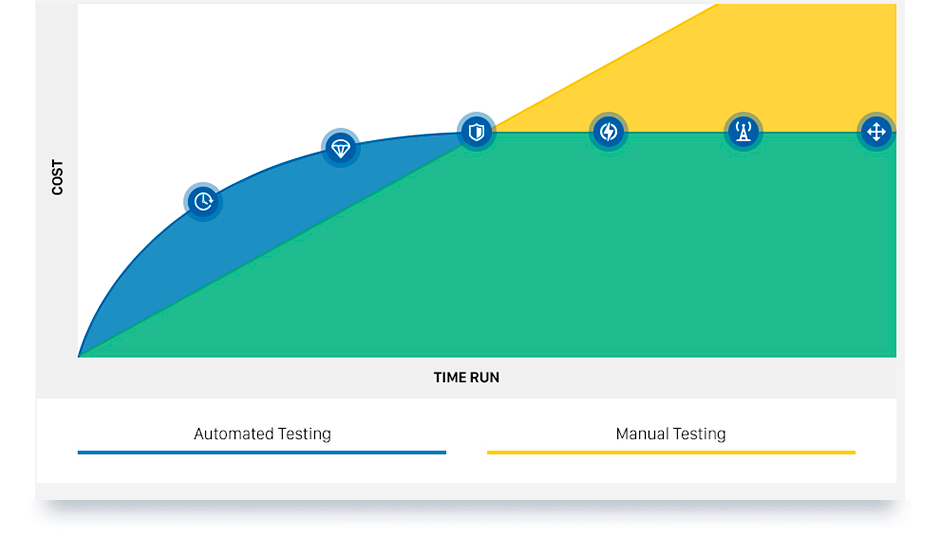 COST
TIME RUN
Automated Testing
Manual Testing